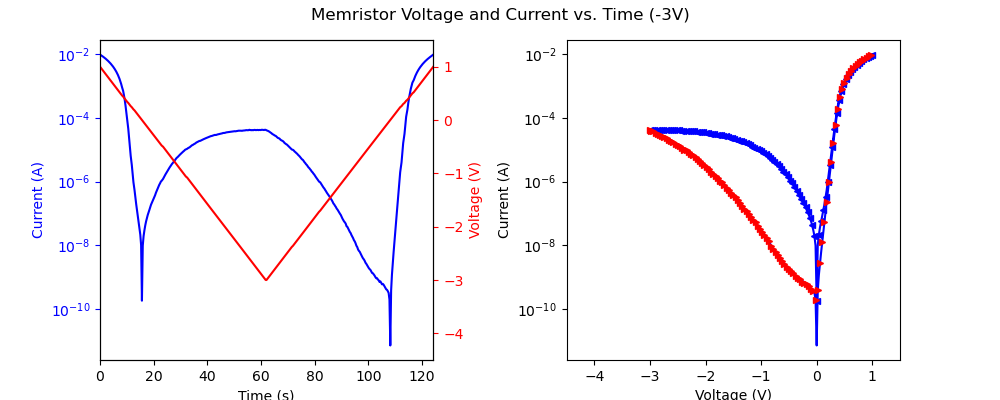 Memristor Voltage and Current vs. Time (-3V)
Current (A)
10⁻²
10⁻⁴
10⁻⁶
10⁻⁸
10⁻¹⁰
0 20 40 60 80 100 120
Time (s)
1
0
−1
−2
−3
−4
Voltage (V)
Current (A)
10⁻²
10⁻⁴
10⁻⁶
10⁻⁸
10⁻¹⁰
−4 −3 −2 −1 0 1
Voltage (V)